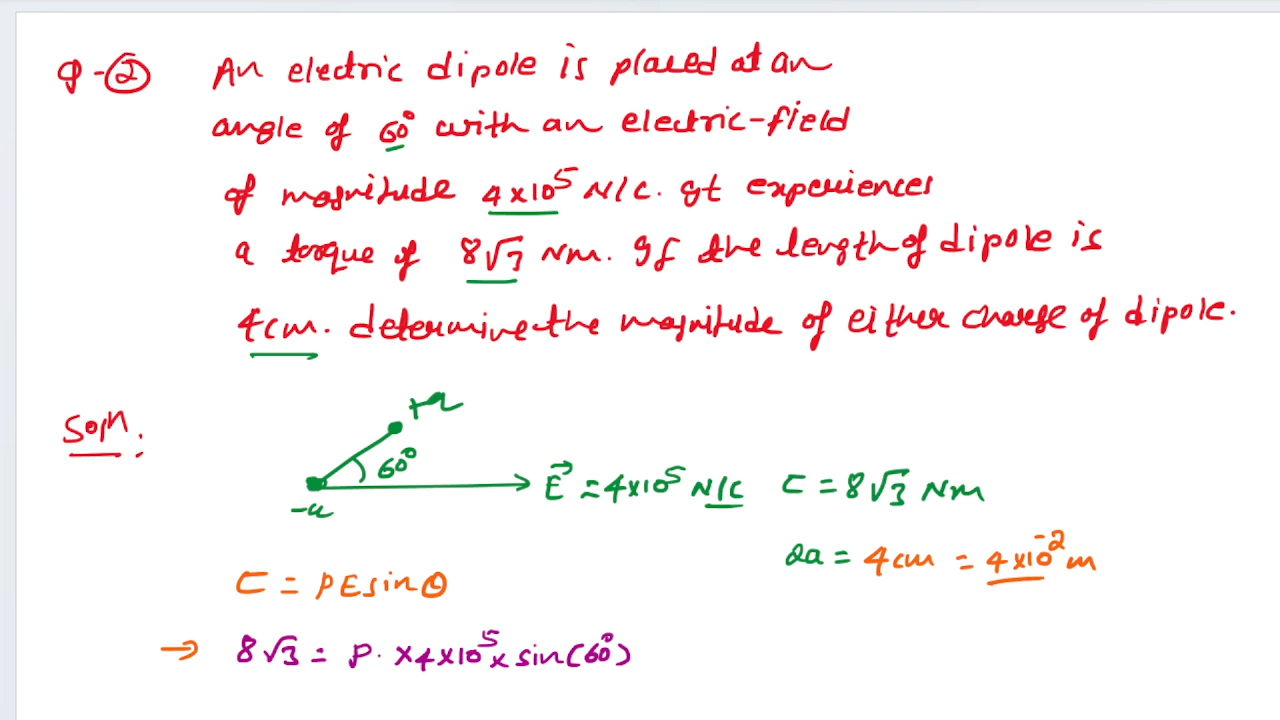 Q-②  An electric dipole is placed at an
angle of 60° with an electric-field
of magnitude 4×10⁵ N/C. It experiences
a torque of 8√3 Nm. If the length of dipole is
4cm. determine the magnitude of either charge of dipole.
Soln:
+q
60°
-q
E⃗ = 4×10⁵ N/C  τ = 8√3 Nm
2a = 4cm = 4×10⁻² m
τ = PEsinθ
→ 8√3 = P. ×4×10⁵× sin(60°)